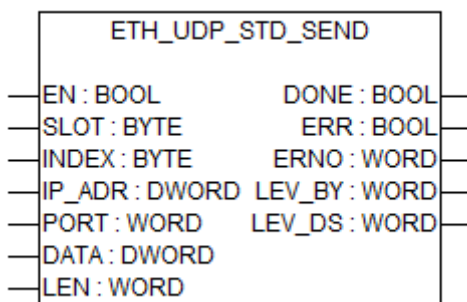 ETH_UDP_STD_SEND
EN : BOOL DONE : BOOL
SLOT : BYTE ERR : BOOL
INDEX : BYTE ERNO : WORD
IP_ADR : DWORD LEV_BY : WORD
PORT : WORD LEV_DS : WORD
DATA : DWORD
LEN : WORD